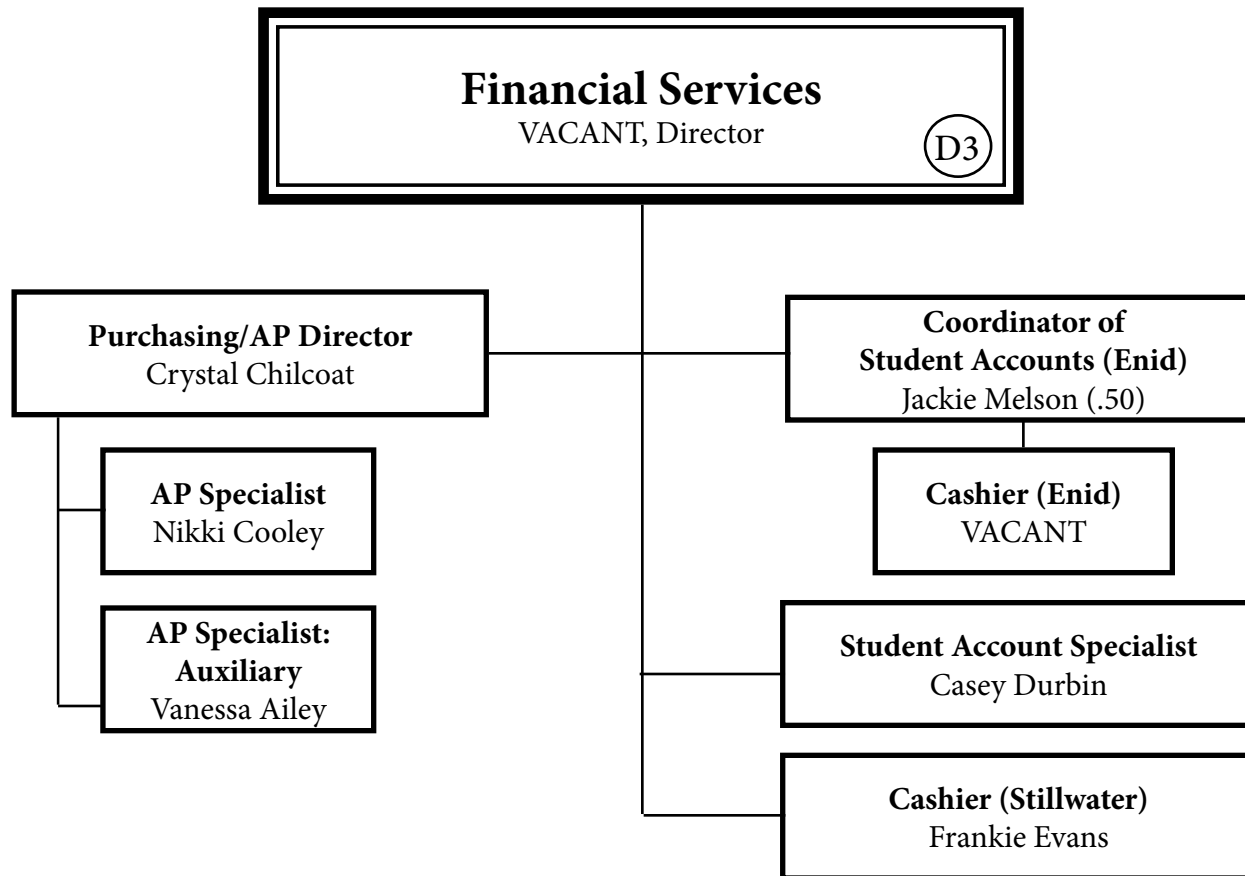 Financial Services
VACANT, Director
D3
Purchasing/AP Director
Crystal Chilcoat
AP Specialist
Nikki Cooley
AP Specialist:
Auxiliary
Vanessa Ailey
Coordinator of
Student Accounts (Enid)
Jackie Melson (.50)
Cashier (Enid)
VACANT
Student Account Specialist
Casey Durbin
Cashier (Stillwater)
Frankie Evans